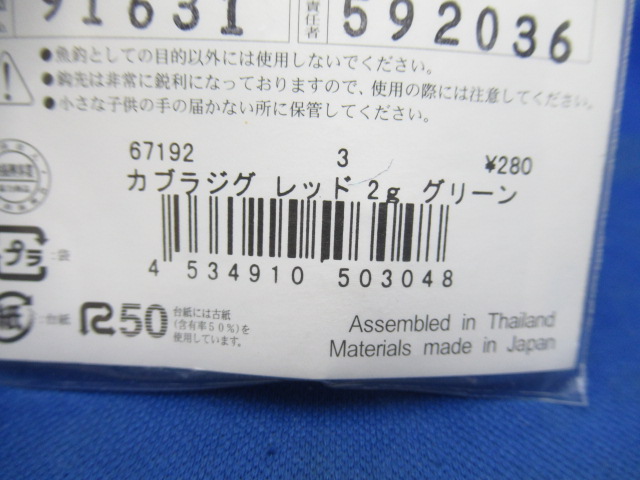 91631
責任者
592036
●魚釣としての目的以外には使用しないでください。
●鈎先は非常に鋭利になっておりますので、使用の際には注意してください。
●小さな子供の手の届かない所に保管してください。
67192 3 ¥280
カブラジグ レッド 2g グリーン
4 534910 503048
プラ :袋
紙 :台紙
R50 台紙には古紙
(含有率50%)を
使用しています。
Assembled in Thailand
Materials made in Japan